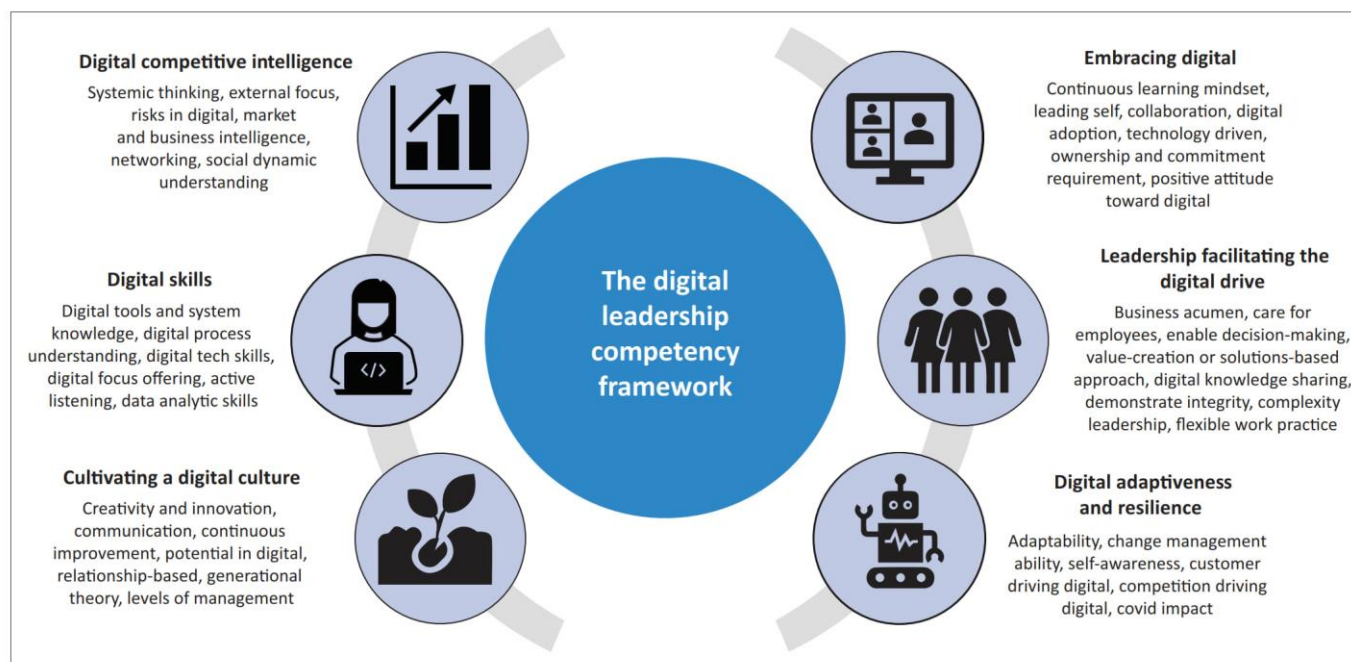 Digital competitive intelligence
Systemic thinking, external focus,
risks in digital, market
and business intelligence,
networking, social dynamic
understanding
Digital skills
Digital tools and system
knowledge, digital process
understanding, digital tech skills,
digital focus offering, active
listening, data analytic skills
</>
Cultivating a digital culture
Creativity and innovation,
communication, continuous
improvement, potential in digital,
relationship-based, generational
theory, levels of management
The digital
leadership
competency
framework
Embracing digital
Continuous learning mindset,
leading self, collaboration, digital
adoption, technology driven,
ownership and commitment
requirement, positive attitude
toward digital
Leadership facilitating the
digital drive
Business acumen, care for
employees, enable decision-making,
value-creation or solutions-based
approach, digital knowledge sharing,
demonstrate integrity, complexity
leadership, flexible work practice
Digital adaptiveness
and resilience
Adaptability, change management
ability, self-awareness, customer
driving digital, competition driving
digital, covid impact